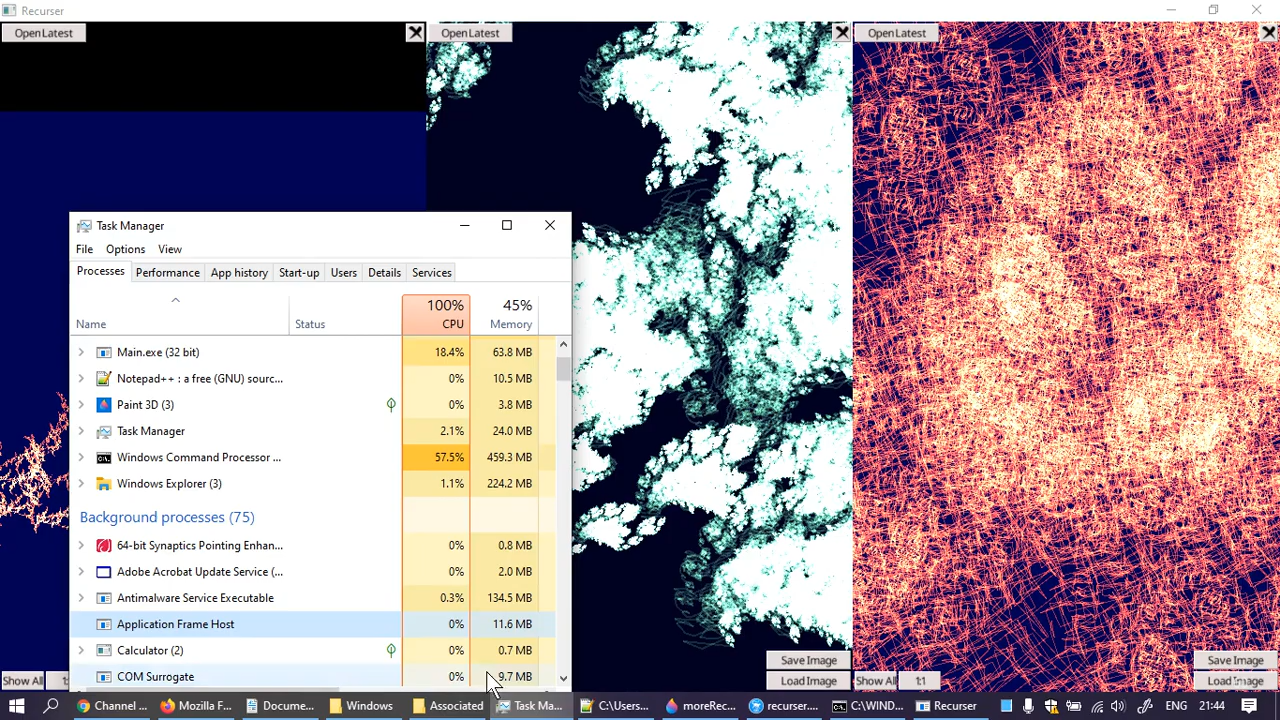 Recurser
OpenLatest
OpenLatest
OpenLatest
Task Manager
File Options View
Processes Performance App history Start-up Users Details Services
100% 45%
Name Status CPU Memory
Main.exe (32 bit) 18.4% 63.8 MB
Notepad++ : a free (GNU) sourc... 0% 10.5 MB
Paint 3D (3) 0% 3.8 MB
Task Manager 2.1% 24.0 MB
Windows Command Processor ... 57.5% 459.3 MB
Windows Explorer (3) 1.1% 224.2 MB
Background processes (75)
64-bit Synaptics Pointing Enhan... 0% 0.8 MB
Adobe Acrobat Update Service (... 0% 2.0 MB
Antimalware Service Executable 0.3% 134.5 MB
Application Frame Host 0% 11.6 MB
Calculator (2) 0% 0.7 MB
COM Surrogate 0% 9.7 MB
Save Image Save Image
Show All 1: Load Image Show All 1:1 Load Image
Channel... Mozilla F... Docume... Windows Associated Task Ma... C:\Users... moreRec... recurser.... C:\WIND... Recurser ENG 21:44